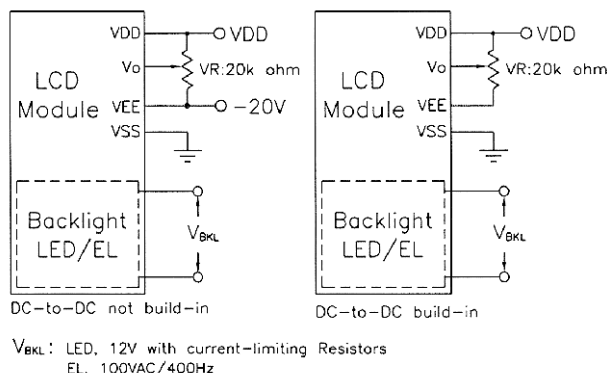 VDD
VDD
LCD
Module
Vo
VR:20k ohm
VEE
-20V
VSS
Backlight
LED/EL
VBKL
DC-to-DC not build-in
VDD
VDD
LCD
Module
Vo
VR:20k ohm
VEE
VSS
Backlight
LED/EL
VBKL
DC-to-DC build-in
VBKL: LED, 12V with current-limiting Resistors
EL, 100VAC/400Hz